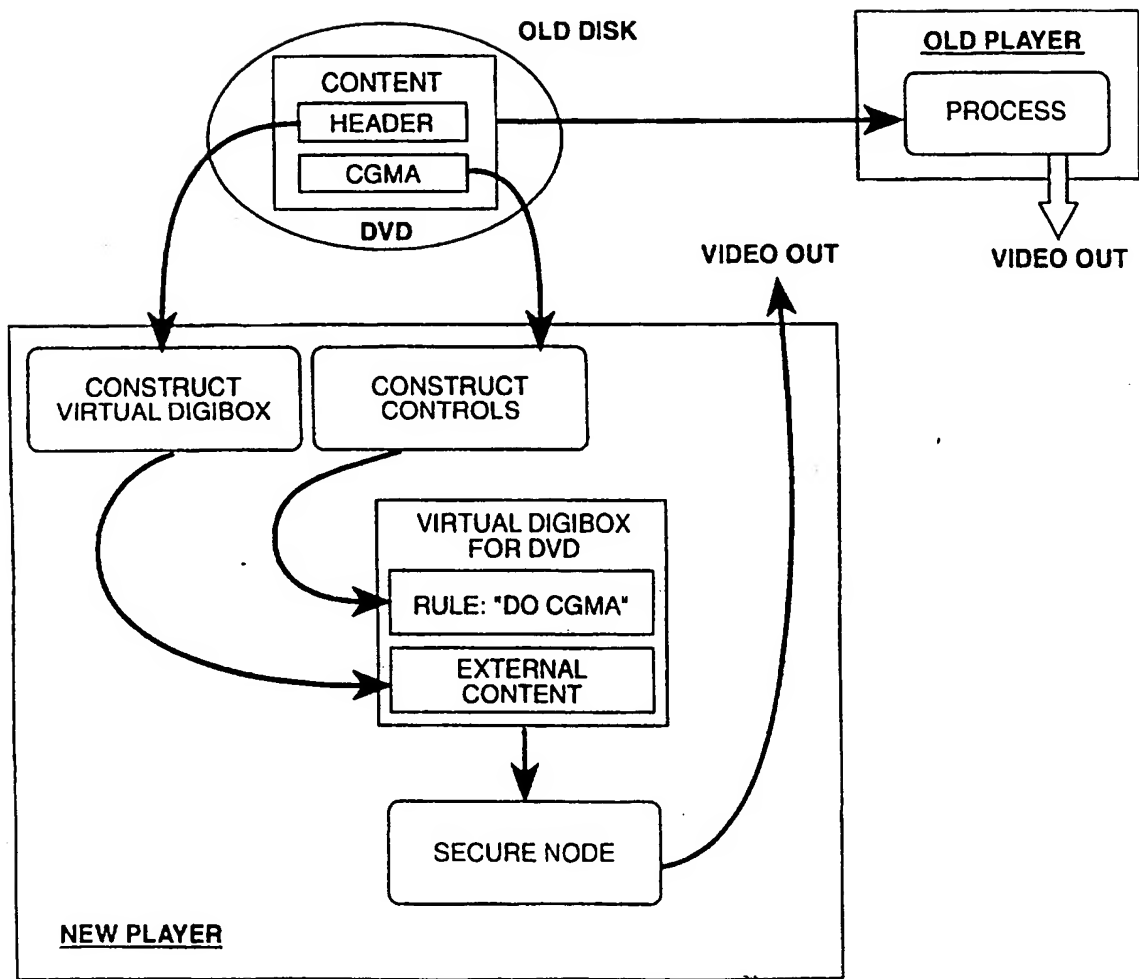 OLD DISK
CONTENT
HEADER
CGMA
DVD
OLD PLAYER
PROCESS
VIDEO OUT
VIDEO OUT
CONSTRUCT
VIRTUAL DIGIBOX
CONSTRUCT
CONTROLS
VIRTUAL DIGIBOX
FOR DVD
RULE: "DO CGMA"
EXTERNAL
CONTENT
SECURE NODE
NEW PLAYER